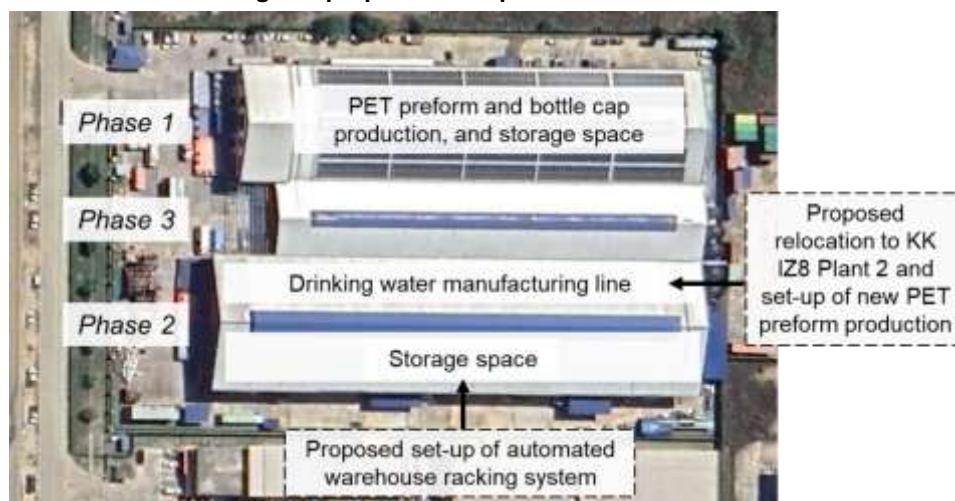 PET preform and bottle cap
production, and storage space
Phase 1
Phase 3
Proposed
relocation to KK
IZ8 Plant 2 and
set-up of new PET
preform production
Drinking water manufacturing line
Phase 2
Storage space
Proposed set-up of automated
warehouse racking system